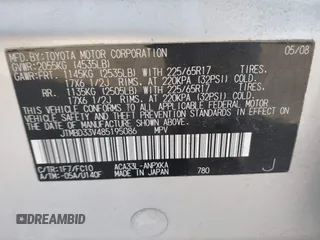 MFD.BY:TOYOTA MOTOR CORPORATION 05/08
GVWR: 2055KG (4535LB)
GAWR:FRT. 1145KG (2535LB) WITH 225/65R17 TIRES.
17X6 1/2J RIMS.AT 220KPA (32PSI) COLD.
RR. 1135KG (2505LB) WITH 225/65R17 TIRES.
17X6 1/2J RIMS.AT 220KPA (32PSI) COLD.
THIS VEHICLE CONFORMS TO ALL APPLICABLE FEDERAL MOTOR
VEHICLE SAFETY AND THEFT PREVENTION STANDARDS IN
EFFECT ON THE DATE OF MANUFACTURE SHOWN ABOVE.
JTMBD33V485195086 MPV
C/TR:1F7/FC10 ACA33L-ANPXKA
A/TM:-05A/U140F MADE IN JAPAN 780 J